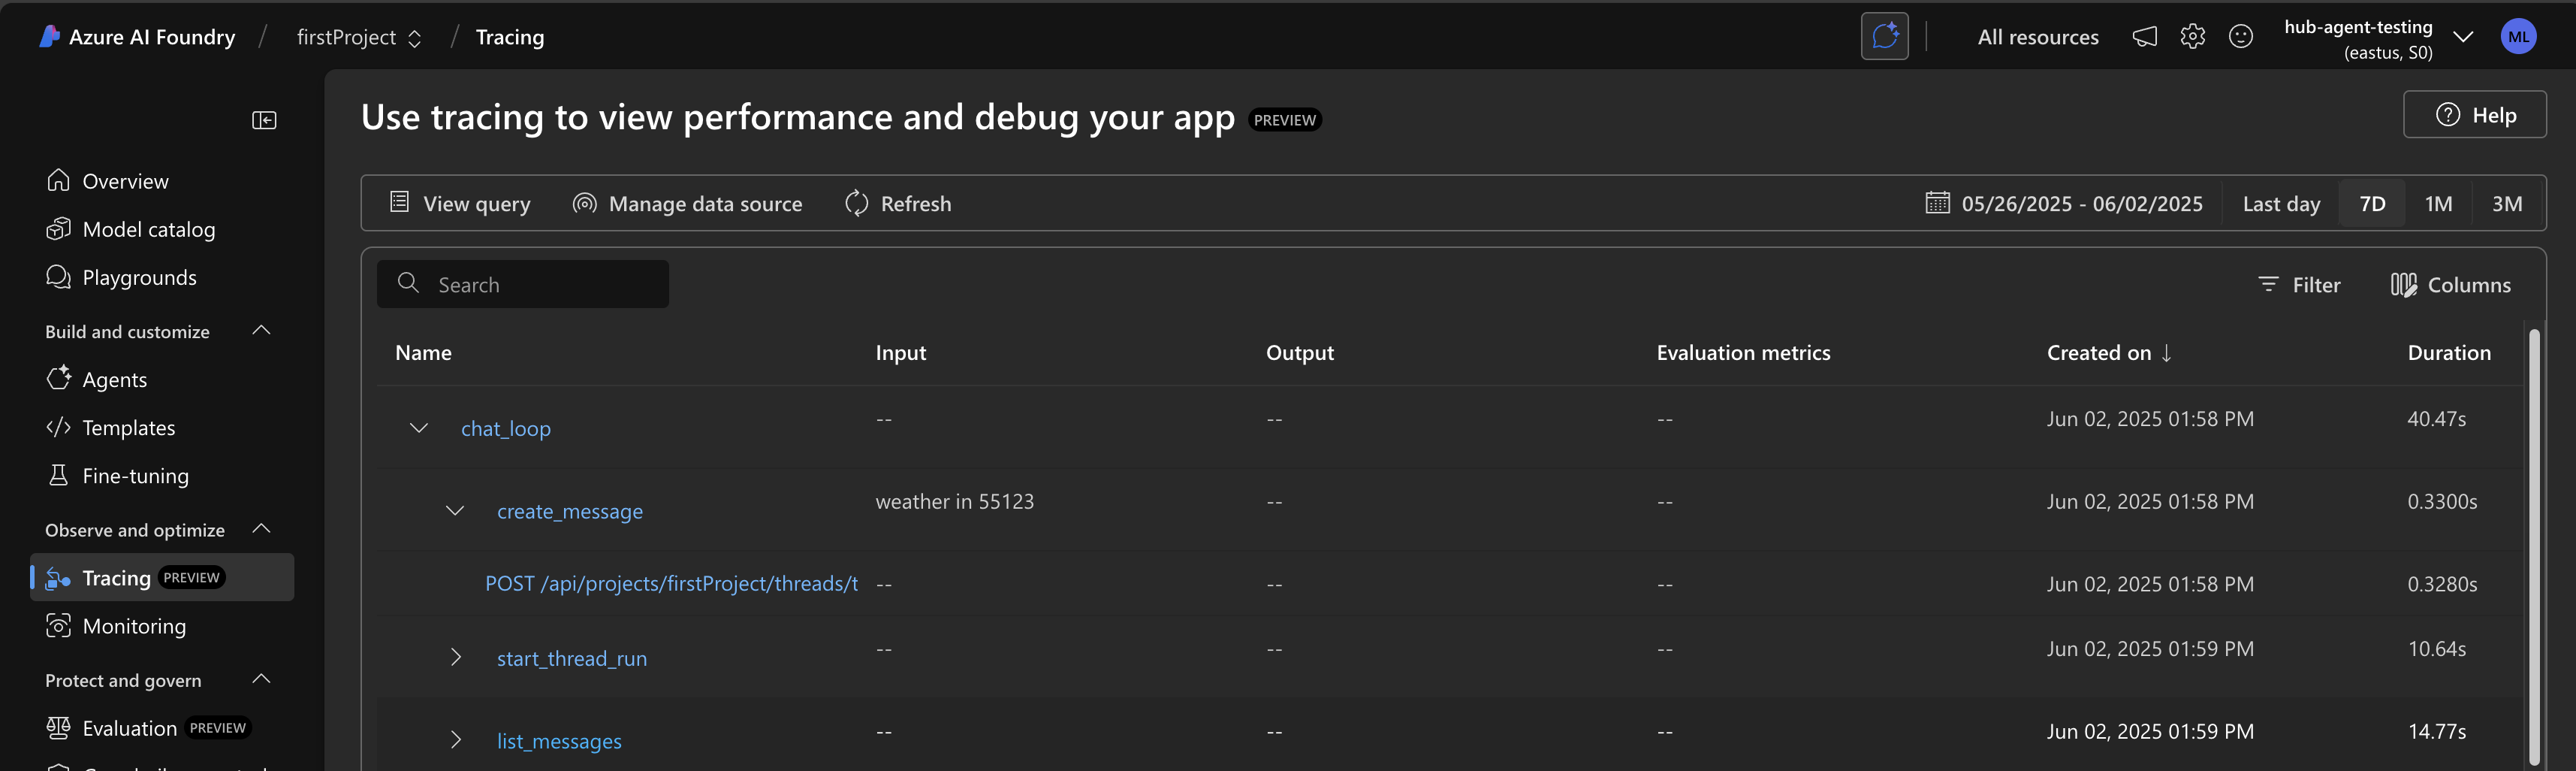 Azure AI Foundry / firstProject / Tracing
All resources
hub-agent-testing
(eastus, S0)
ML
Overview
Model catalog
Playgrounds
Build and customize
Agents
Templates
Fine-tuning
Observe and optimize
Tracing PREVIEW
Monitoring
Protect and govern
Evaluation PREVIEW
Use tracing to view performance and debug your app PREVIEW
Help
View query Manage data source Refresh 05/26/2025 - 06/02/2025 Last day 7D 1M 3M
Search Filter Columns
Name Input Output Evaluation metrics Created on ↓ Duration
chat_loop -- -- -- Jun 02, 2025 01:58 PM 40.47s
create_message weather in 55123 -- -- Jun 02, 2025 01:58 PM 0.3300s
POST /api/projects/firstProject/threads/t -- -- -- Jun 02, 2025 01:58 PM 0.3280s
start_thread_run -- -- -- Jun 02, 2025 01:59 PM 10.64s
list_messages -- -- -- Jun 02, 2025 01:59 PM 14.77s